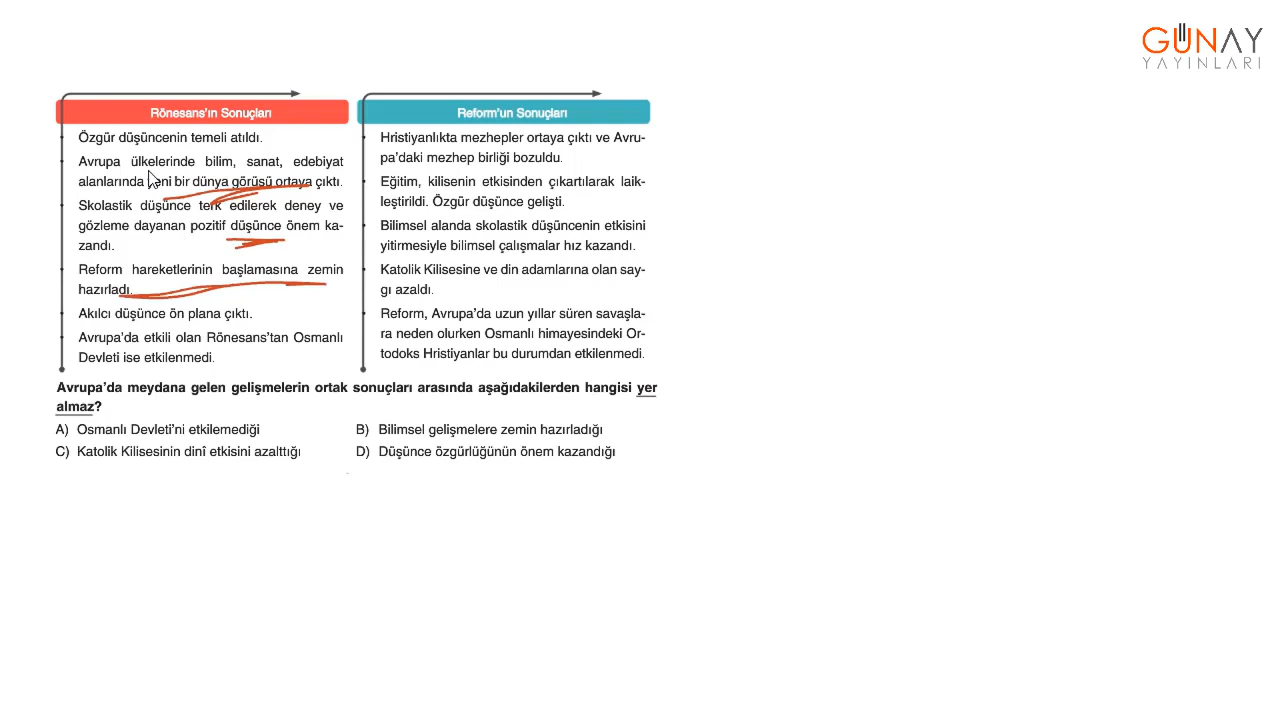 GÜNAY
YAYINLARI
Rönesans'ın Sonuçları
Özgür düşüncenin temeli atıldı.
Avrupa ülkelerinde bilim, sanat, edebiyat
alanlarında yeni bir dünya görüşü ortaya çıktı.
Skolastik düşünce terk edilerek deney ve
gözleme dayanan pozitif düşünce önem ka-
zandı.
Reform hareketlerinin başlamasına zemin
hazırladı.
Akılcı düşünce ön plana çıktı.
Avrupa'da etkili olan Rönesans'tan Osmanlı
Devleti ise etkilenmedi.
Reform'un Sonuçları
Hristiyanlıkta mezhepler ortaya çıktı ve Avru-
pa'daki mezhep birliği bozuldu.
Eğitim, kilisenin etkisinden çıkartılarak laik-
leştirildi. Özgür düşünce gelişti.
Bilimsel alanda skolastik düşüncenin etkisini
yitirmesiyle bilimsel çalışmalar hız kazandı.
Katolik Kilisesine ve din adamlarına olan say-
gı azaldı.
Reform, Avrupa'da uzun yıllar süren savaşla-
ra neden olurken Osmanlı himayesindeki Or-
todoks Hristiyanlar bu durumdan etkilenmedi.
Avrupa'da meydana gelen gelişmelerin ortak sonuçları arasında aşağıdakilerden hangisi yer
almaz?
A) Osmanlı Devleti'ni etkilemediği
B) Bilimsel gelişmelere zemin hazırladığı
C) Katolik Kilisesinin dinî etkisini azalttığı
D) Düşünce özgürlüğünün önem kazandığı